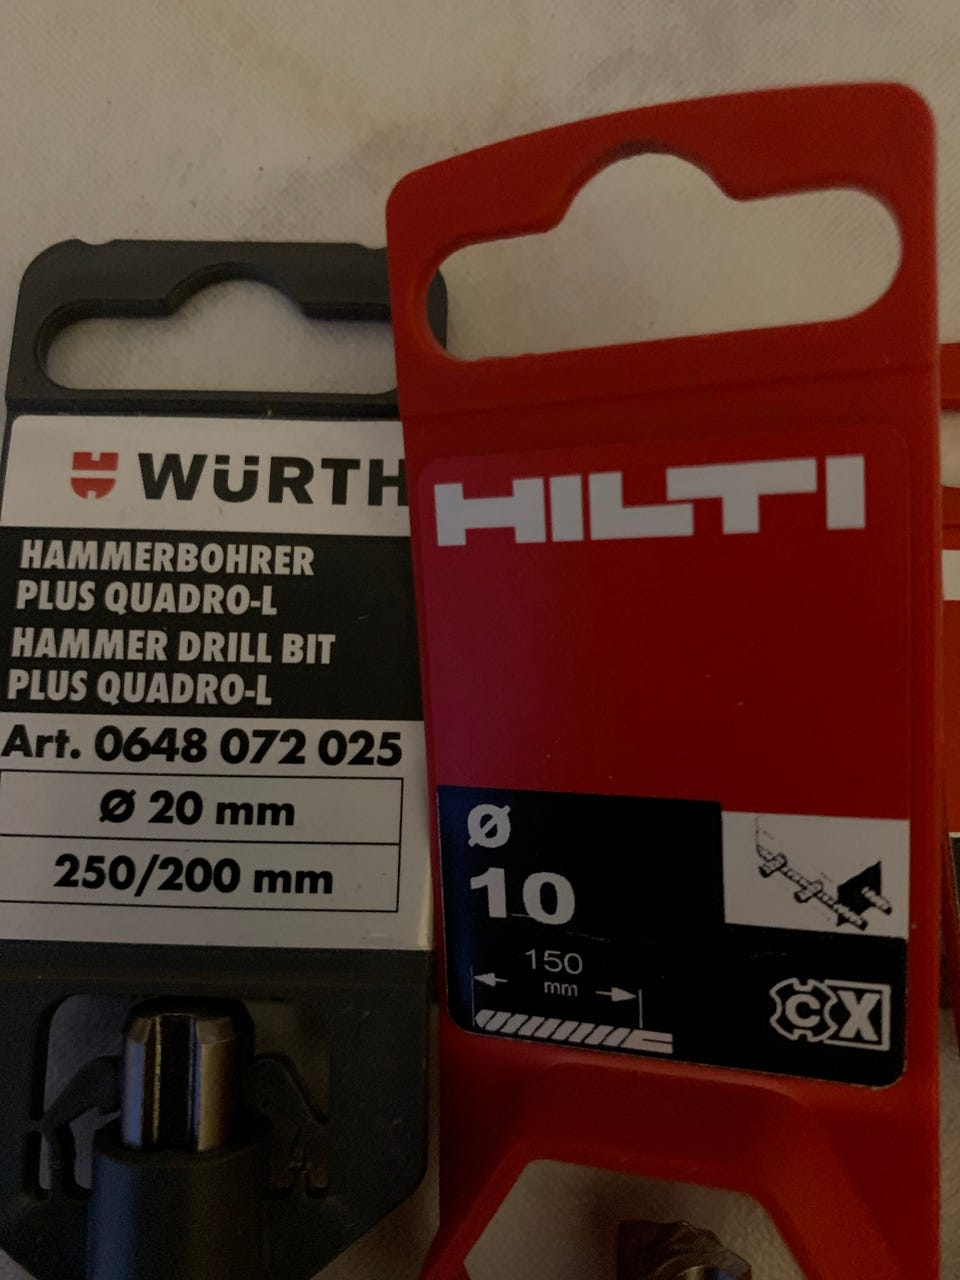 WÜRTH
HAMMERBOHRER
PLUS QUADRO-L
HAMMER DRILL BIT
PLUS QUADRO-L
Art. 0648 072 025
Ø 20 mm
250/200 mm
HILTI
Ø
10
150
mm
CX